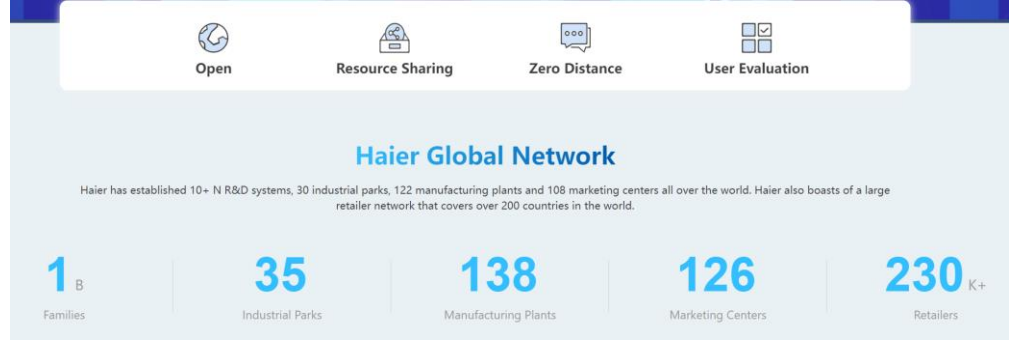 Open
Resource Sharing
Zero Distance
User Evaluation
Haier Global Network
Haier has established 10+ N R&D systems, 30 industrial parks, 122 manufacturing plants and 108 marketing centers all over the world. Haier also boasts of a large
retailer network that covers over 200 countries in the world.
1 B
Families
35
Industrial Parks
138
Manufacturing Plants
126
Marketing Centers
230 K+
Retailers